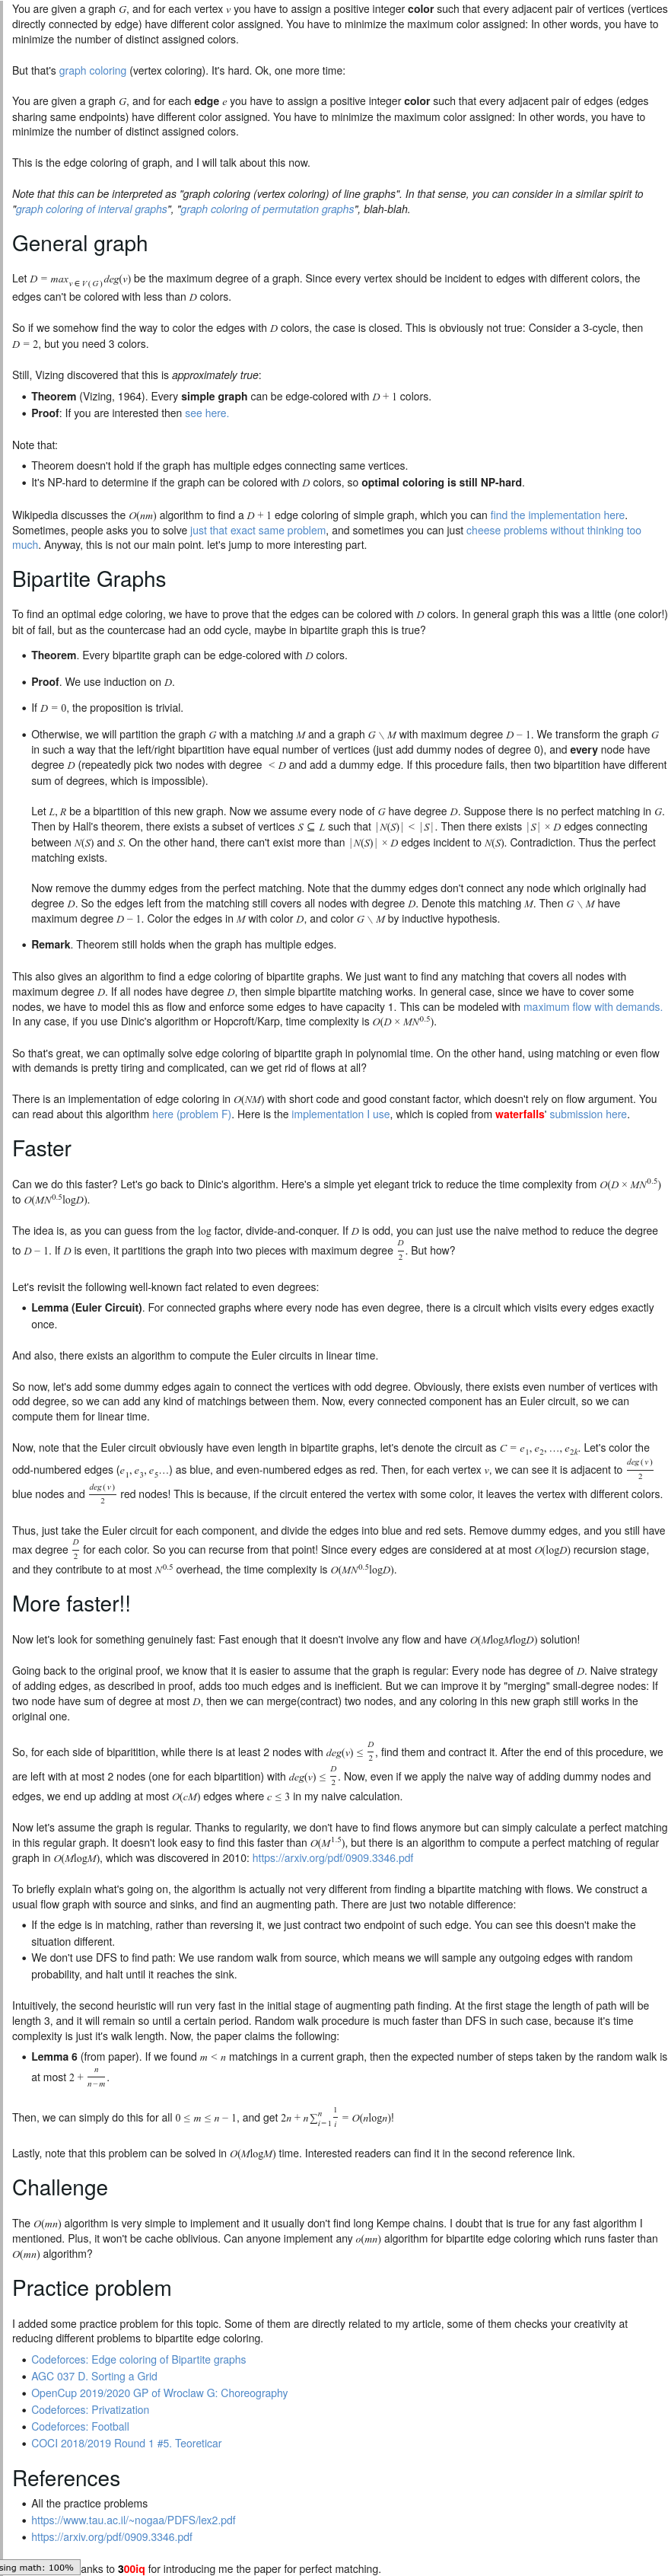 You are given a graph G, and for each vertex v you have to assign a positive integer color such that every adjacent pair of vertices (vertices
directly connected by edge) have different color assigned. You have to minimize the maximum color assigned: In other words, you have to
minimize the number of distinct assigned colors.
But that's graph coloring (vertex coloring). It's hard. Ok, one more time:
You are given a graph G, and for each edge e you have to assign a positive integer color such that every adjacent pair of edges (edges
sharing same endpoints) have different color assigned. You have to minimize the maximum color assigned: In other words, you have to
minimize the number of distinct assigned colors.
This is the edge coloring of graph, and I will talk about this now.
Note that this can be interpreted as "graph coloring (vertex coloring) of line graphs". In that sense, you can consider in a similar spirit to
"graph coloring of interval graphs", "graph coloring of permutation graphs", blah-blah.
General graph
Let D = max_{v ∈ V(G)} deg(v) be the maximum degree of a graph. Since every vertex should be incident to edges with different colors, the
edges can't be colored with less than D colors.
So if we somehow find the way to color the edges with D colors, the case is closed. This is obviously not true: Consider a 3-cycle, then
D = 2, but you need 3 colors.
Still, Vizing discovered that this is approximately true:
• Theorem (Vizing, 1964). Every simple graph can be edge-colored with D + 1 colors.
• Proof: If you are interested then see here.
Note that:
• Theorem doesn't hold if the graph has multiple edges connecting same vertices.
• It's NP-hard to determine if the graph can be colored with D colors, so optimal coloring is still NP-hard.
Wikipedia discusses the O(nm) algorithm to find a D + 1 edge coloring of simple graph, which you can find the implementation here.
Sometimes, people asks you to solve just that exact same problem, and sometimes you can just cheese problems without thinking too
much. Anyway, this is not our main point. let's jump to more interesting part.
Bipartite Graphs
To find an optimal edge coloring, we have to prove that the edges can be colored with D colors. In general graph this was a little (one color!)
bit of fail, but as the countercase had an odd cycle, maybe in bipartite graph this is true?
• Theorem. Every bipartite graph can be edge-colored with D colors.
• Proof. We use induction on D.
• If D = 0, the proposition is trivial.
• Otherwise, we will partition the graph G with a matching M and a graph G \ M with maximum degree D − 1. We transform the graph G
in such a way that the left/right bipartition have equal number of vertices (just add dummy nodes of degree 0), and every node have
degree D (repeatedly pick two nodes with degree < D and add a dummy edge. If this procedure fails, then two bipartition have different
sum of degrees, which is impossible).
Let L, R be a bipartition of this new graph. Now we assume every node of G have degree D. Suppose there is no perfect matching in G.
Then by Hall's theorem, there exists a subset of vertices S ⊆ L such that |N(S)| < |S|. Then there exists |S| × D edges connecting
between N(S) and S. On the other hand, there can't exist more than |N(S)| × D edges incident to N(S). Contradiction. Thus the perfect
matching exists.
Now remove the dummy edges from the perfect matching. Note that the dummy edges don't connect any node which originally had
degree D. So the edges left from the matching still covers all nodes with degree D. Denote this matching M. Then G \ M have
maximum degree D − 1. Color the edges in M with color D, and color G \ M by inductive hypothesis.
• Remark. Theorem still holds when the graph has multiple edges.
This also gives an algorithm to find a edge coloring of bipartite graphs. We just want to find any matching that covers all nodes with
maximum degree D. If all nodes have degree D, then simple bipartite matching works. In general case, since we have to cover some
nodes, we have to model this as flow and enforce some edges to have capacity 1. This can be modeled with maximum flow with demands.
In any case, if you use Dinic's algorithm or Hopcroft/Karp, time complexity is O(D × MN^0.5).
So that's great, we can optimally solve edge coloring of bipartite graph in polynomial time. On the other hand, using matching or even flow
with demands is pretty tiring and complicated, can we get rid of flows at all?
There is an implementation of edge coloring in O(NM) with short code and good constant factor, which doesn't rely on flow argument. You
can read about this algorithm here (problem F). Here is the implementation I use, which is copied from waterfalls' submission here.
Faster
Can we do this faster? Let's go back to Dinic's algorithm. Here's a simple yet elegant trick to reduce the time complexity from O(D × MN^0.5)
to O(MN^0.5 logD).
The idea is, as you can guess from the log factor, divide-and-conquer. If D is odd, you can just use the naive method to reduce the degree
to D − 1. If D is even, it partitions the graph into two pieces with maximum degree D/2. But how?
Let's revisit the following well-known fact related to even degrees:
• Lemma (Euler Circuit). For connected graphs where every node has even degree, there is a circuit which visits every edges exactly
once.
And also, there exists an algorithm to compute the Euler circuits in linear time.
So now, let's add some dummy edges again to connect the vertices with odd degree. Obviously, there exists even number of vertices with
odd degree, so we can add any kind of matchings between them. Now, every connected component has an Euler circuit, so we can
compute them for linear time.
Now, note that the Euler circuit obviously have even length in bipartite graphs, let's denote the circuit as C = e1, e2, ..., e2k. Let's color the
odd-numbered edges (e1, e3, e5...) as blue, and even-numbered edges as red. Then, for each vertex v, we can see it is adjacent to deg(v)/2
blue nodes and deg(v)/2 red nodes! This is because, if the circuit entered the vertex with some color, it leaves the vertex with different colors.
Thus, just take the Euler circuit for each component, and divide the edges into blue and red sets. Remove dummy edges, and you still have
max degree D/2 for each color. So you can recurse from that point! Since every edges are considered at at most O(logD) recursion stage,
and they contribute to at most N^0.5 overhead, the time complexity is O(MN^0.5 logD).
More faster!!
Now let's look for something genuinely fast: Fast enough that it doesn't involve any flow and have O(MlogMlogD) solution!
Going back to the original proof, we know that it is easier to assume that the graph is regular: Every node has degree of D. Naive strategy
of adding edges, as described in proof, adds too much edges and is inefficient. But we can improve it by "merging" small-degree nodes: If
two node have sum of degree at most D, then we can merge(contract) two nodes, and any coloring in this new graph still works in the
original one.
So, for each side of biparitition, while there is at least 2 nodes with deg(v) ≤ D/2, find them and contract it. After the end of this procedure, we
are left with at most 2 nodes (one for each bipartition) with deg(v) ≤ D/2. Now, even if we apply the naive way of adding dummy nodes and
edges, we end up adding at most O(cM) edges where c ≤ 3 in my naive calculation.
Now let's assume the graph is regular. Thanks to regularity, we don't have to find flows anymore but can simply calculate a perfect matching
in this regular graph. It doesn't look easy to find this faster than O(M^1.5), but there is an algorithm to compute a perfect matching of regular
graph in O(MlogM), which was discovered in 2010: https://arxiv.org/pdf/0909.3346.pdf
To briefly explain what's going on, the algorithm is actually not very different from finding a bipartite matching with flows. We construct a
usual flow graph with source and sinks, and find an augmenting path. There are just two notable difference:
• If the edge is in matching, rather than reversing it, we just contract two endpoint of such edge. You can see this doesn't make the
situation different.
• We don't use DFS to find path: We use random walk from source, which means we will sample any outgoing edges with random
probability, and halt until it reaches the sink.
Intuitively, the second heuristic will run very fast in the initial stage of augmenting path finding. At the first stage the length of path will be
length 3, and it will remain so until a certain period. Random walk procedure is much faster than DFS in such case, because it's time
complexity is just it's walk length. Now, the paper claims the following:
• Lemma 6 (from paper). If we found m < n matchings in a current graph, then the expected number of steps taken by the random walk is
at most 2 + n/(n−m).
Then, we can simply do this for all 0 ≤ m ≤ n − 1, and get 2n + n∑_{i=1}^{n} 1/i = O(nlogn)!
Lastly, note that this problem can be solved in O(MlogM) time. Interested readers can find it in the second reference link.
Challenge
The O(mn) algorithm is very simple to implement and it usually don't find long Kempe chains. I doubt that is true for any fast algorithm I
mentioned. Plus, it won't be cache oblivious. Can anyone implement any o(mn) algorithm for bipartite edge coloring which runs faster than
O(mn) algorithm?
Practice problem
I added some practice problem for this topic. Some of them are directly related to my article, some of them checks your creativity at
reducing different problems to bipartite edge coloring.
• Codeforces: Edge coloring of Bipartite graphs
• AGC 037 D. Sorting a Grid
• OpenCup 2019/2020 GP of Wroclaw G: Choreography
• Codeforces: Privatization
• Codeforces: Football
• COCI 2018/2019 Round 1 #5. Teoreticar
References
• All the practice problems
• https://www.tau.ac.il/~nogaa/PDFS/lex2.pdf
• https://arxiv.org/pdf/0909.3346.pdf
sing math: 100% anks to 300iq for introducing me the paper for perfect matching.